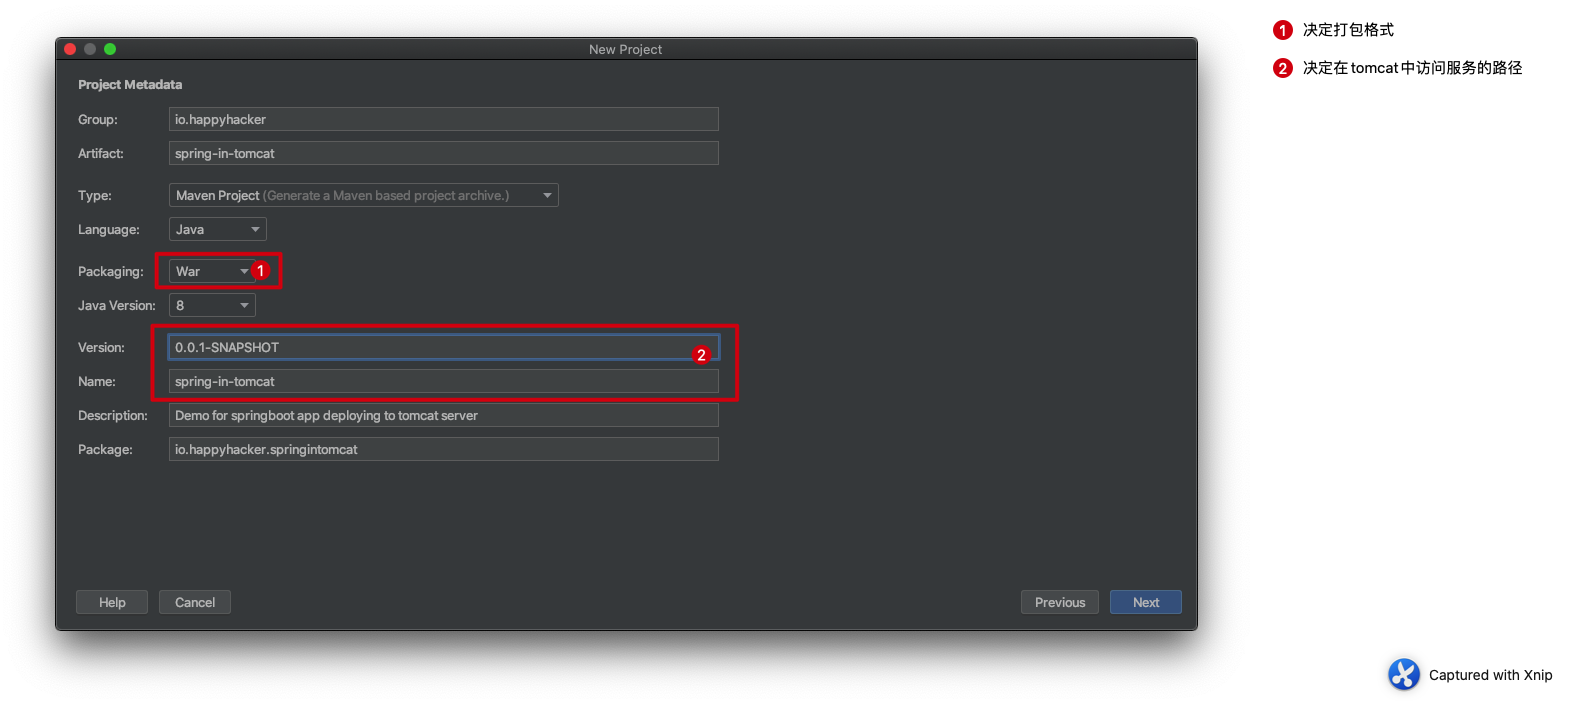 New Project
Project Metadata
Group: io.happyhacker
Artifact: spring-in-tomcat
Type: Maven Project (Generate a Maven based project archive.)
Language: Java
Packaging: War 1
Java Version: 8
Version: 0.0.1-SNAPSHOT 2
Name: spring-in-tomcat
Description: Demo for springboot app deploying to tomcat server
Package: io.happyhacker.springintomcat
Help Cancel Previous Next
1 决定打包格式
2 决定在tomcat中访问服务的路径
Captured with Xnip